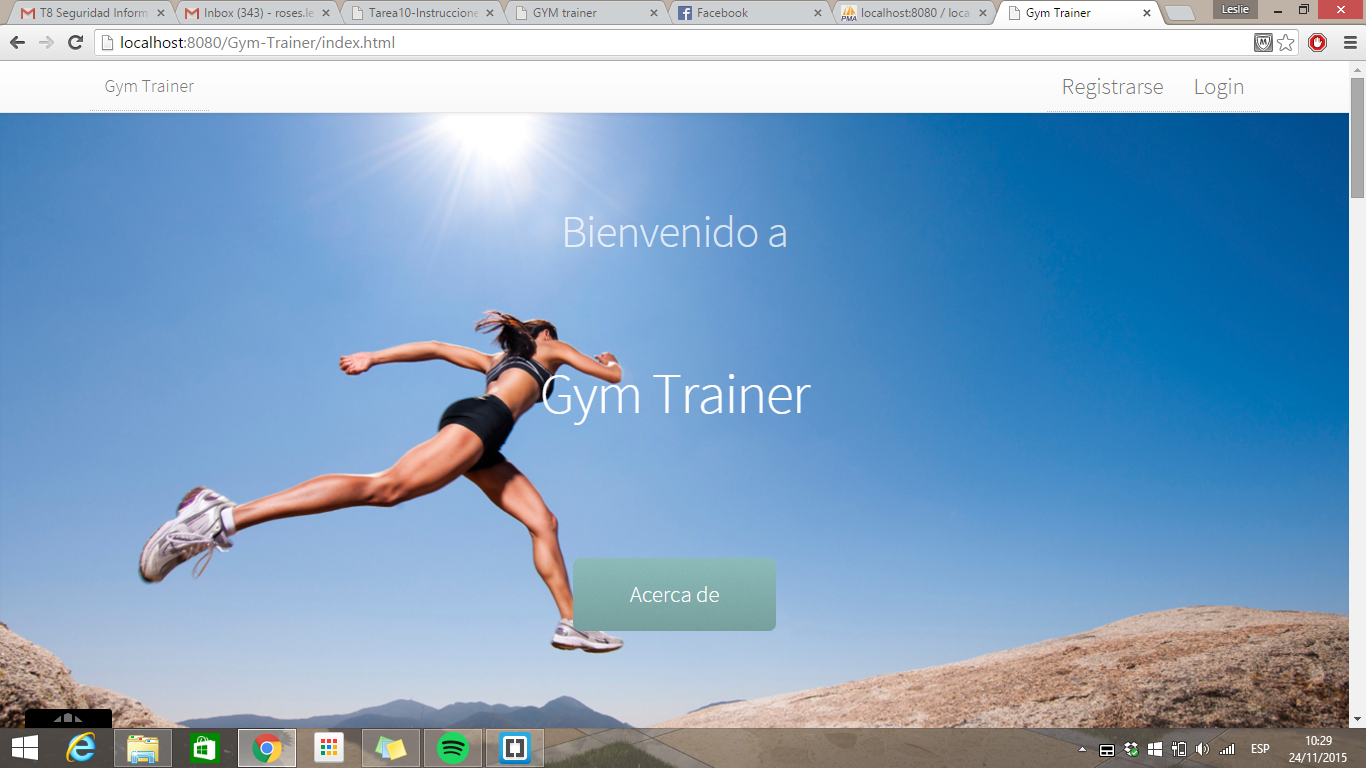 T8 Seguridad Inform
Inbox (343) - roses.le
Tarea10-Instruccione
GYM trainer
Facebook
localhost:8080 / loca
Gym Trainer
Leslie
localhost:8080/Gym-Trainer/index.html
Gym Trainer
Registrarse
Login
Bienvenido a
Gym Trainer
Acerca de
ESP
10:29
24/11/2015